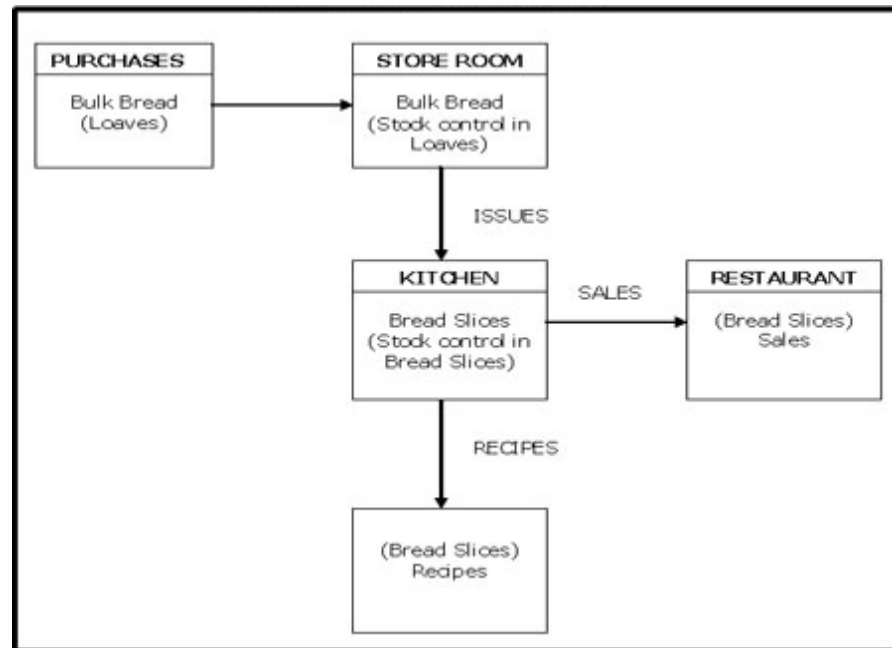 PURCHASES
Bulk Bread
(Loaves)
STORE ROOM
Bulk Bread
(Stock control in
Loaves)
ISSUES
KITCHEN
Bread Slices
(Stock control in
Bread Slices)
SALES
RESTAURANT
(Bread Slices)
Sales
RECIPES
(Bread Slices)
Recipes